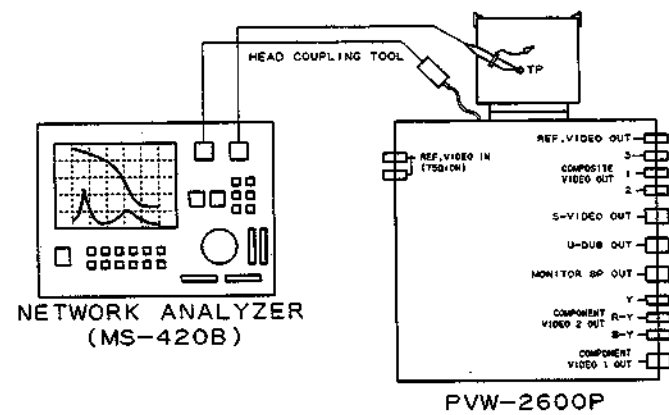 HEAD COUPLING TOOL
TP
REF.VIDEO IN
(75Ω:ON)
REF.VIDEO OUT
3
COMPOSITE 1
VIDEO OUT
2
S-VIDEO OUT
U-DUB OUT
MONITOR SP OUT
Y
COMPONENT R-Y
VIDEO 2 OUT
B-Y
COMPONENT
VIDEO 1 OUT
NETWORK ANALYZER
(MS-420B)
PVW-2600P